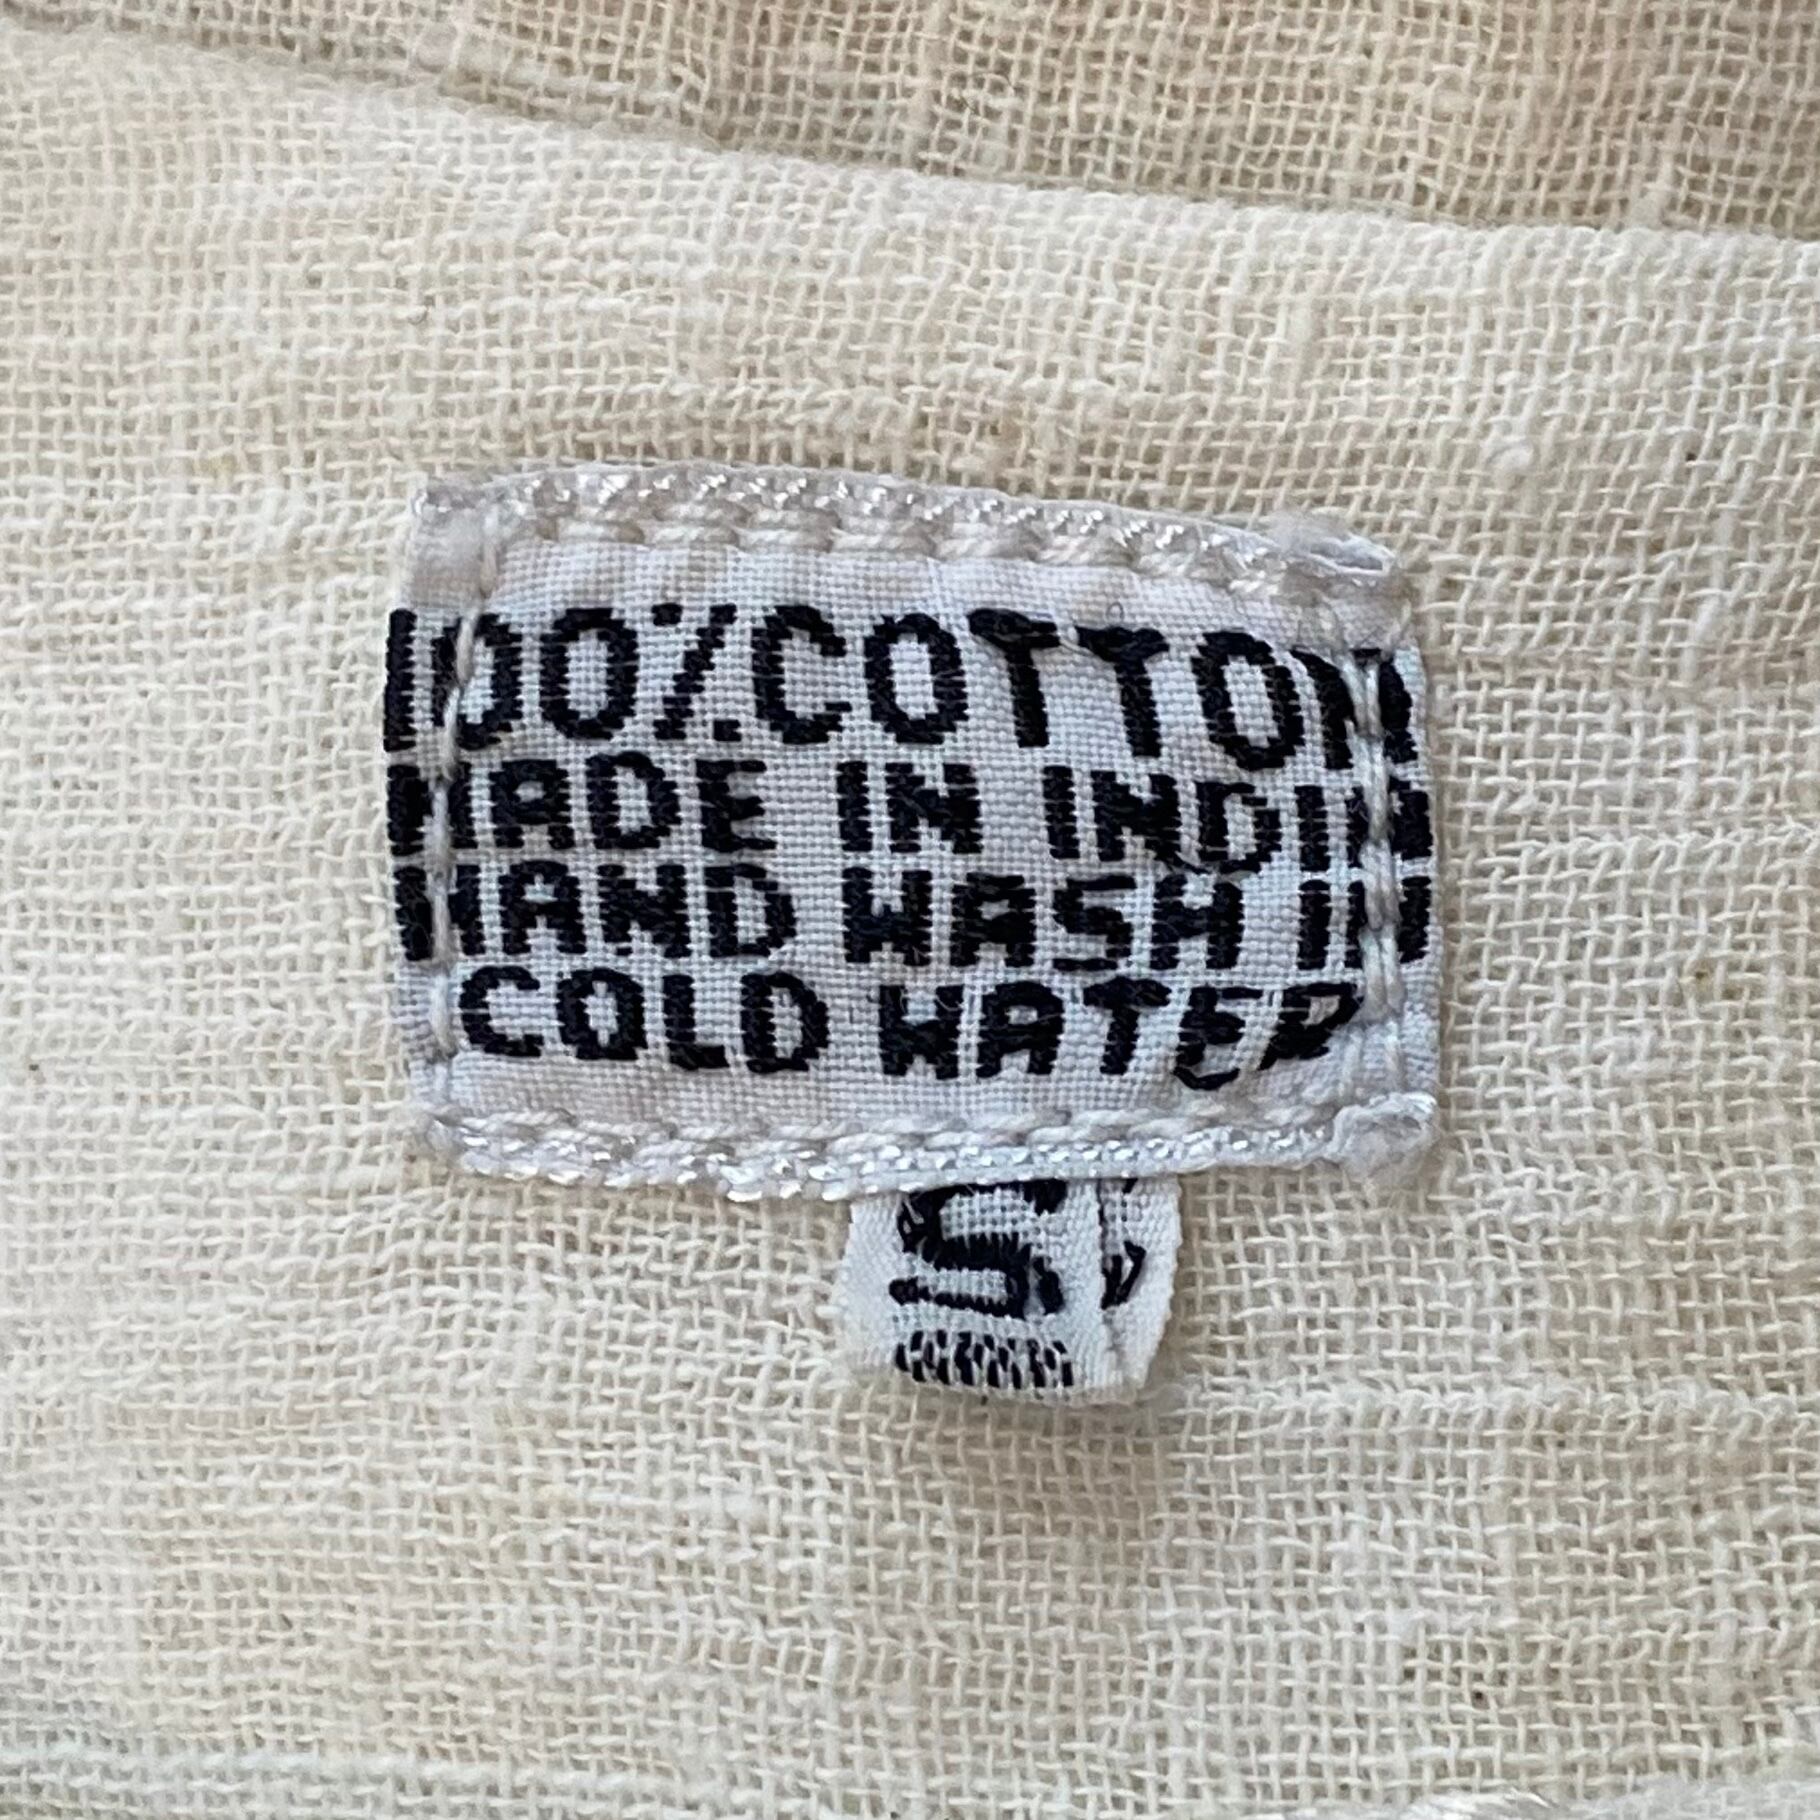 100% COTTON
MADE IN INDIA
HAND WASH IN
COLD WATER
S